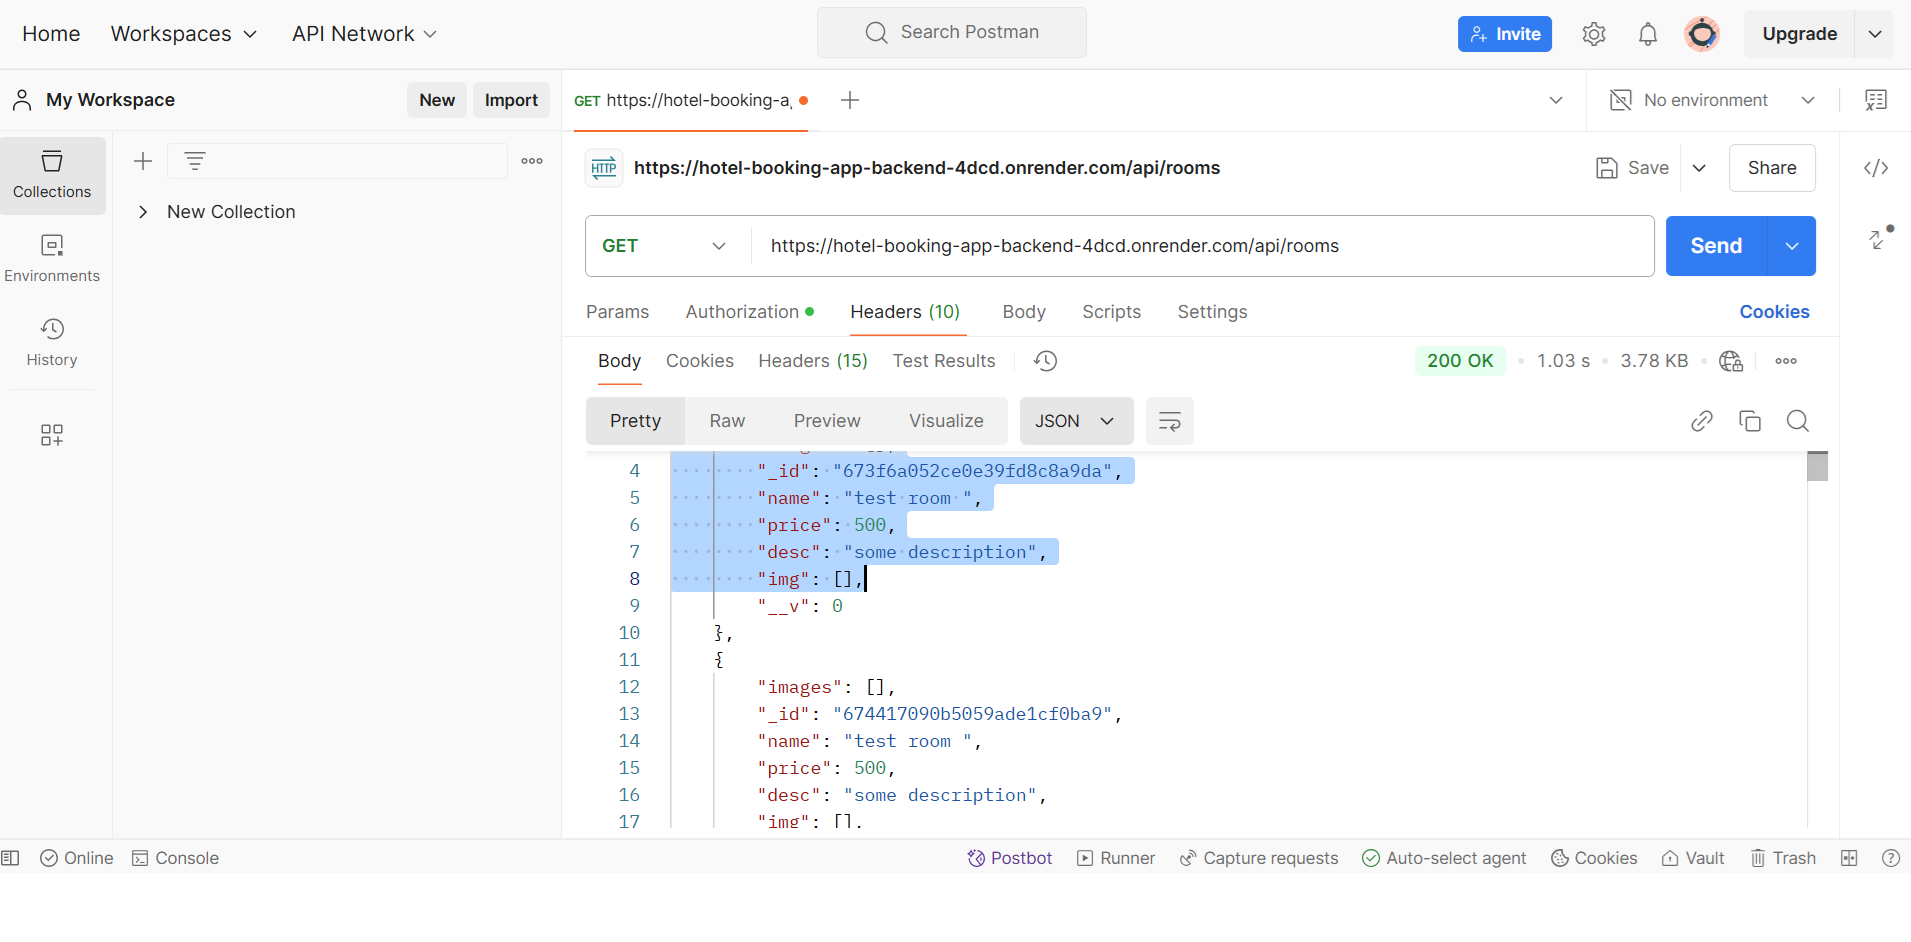 Home Workspaces API Network Search Postman Invite Upgrade
My Workspace New Import GET https://hotel-booking-a No environment
Collections
Environments
History
New Collection
HTTP https://hotel-booking-app-backend-4dcd.onrender.com/api/rooms Save Share
GET https://hotel-booking-app-backend-4dcd.onrender.com/api/rooms Send
Params Authorization Headers (10) Body Scripts Settings Cookies
Body Cookies Headers (15) Test Results 200 OK 1.03 s 3.78 KB
Pretty Raw Preview Visualize JSON
4 "_id": "673f6a052ce0e39fd8c8a9da",
5 "name": "test room ",
6 "price": 500,
7 "desc": "some description",
8 "img": [],
9 "__v": 0
10 },
11 {
12 "images": [],
13 "_id": "674417090b5059ade1cf0ba9",
14 "name": "test room ",
15 "price": 500,
16 "desc": "some description",
17 "img": [],
Online Console Postbot Runner Capture requests Auto-select agent Cookies Vault Trash